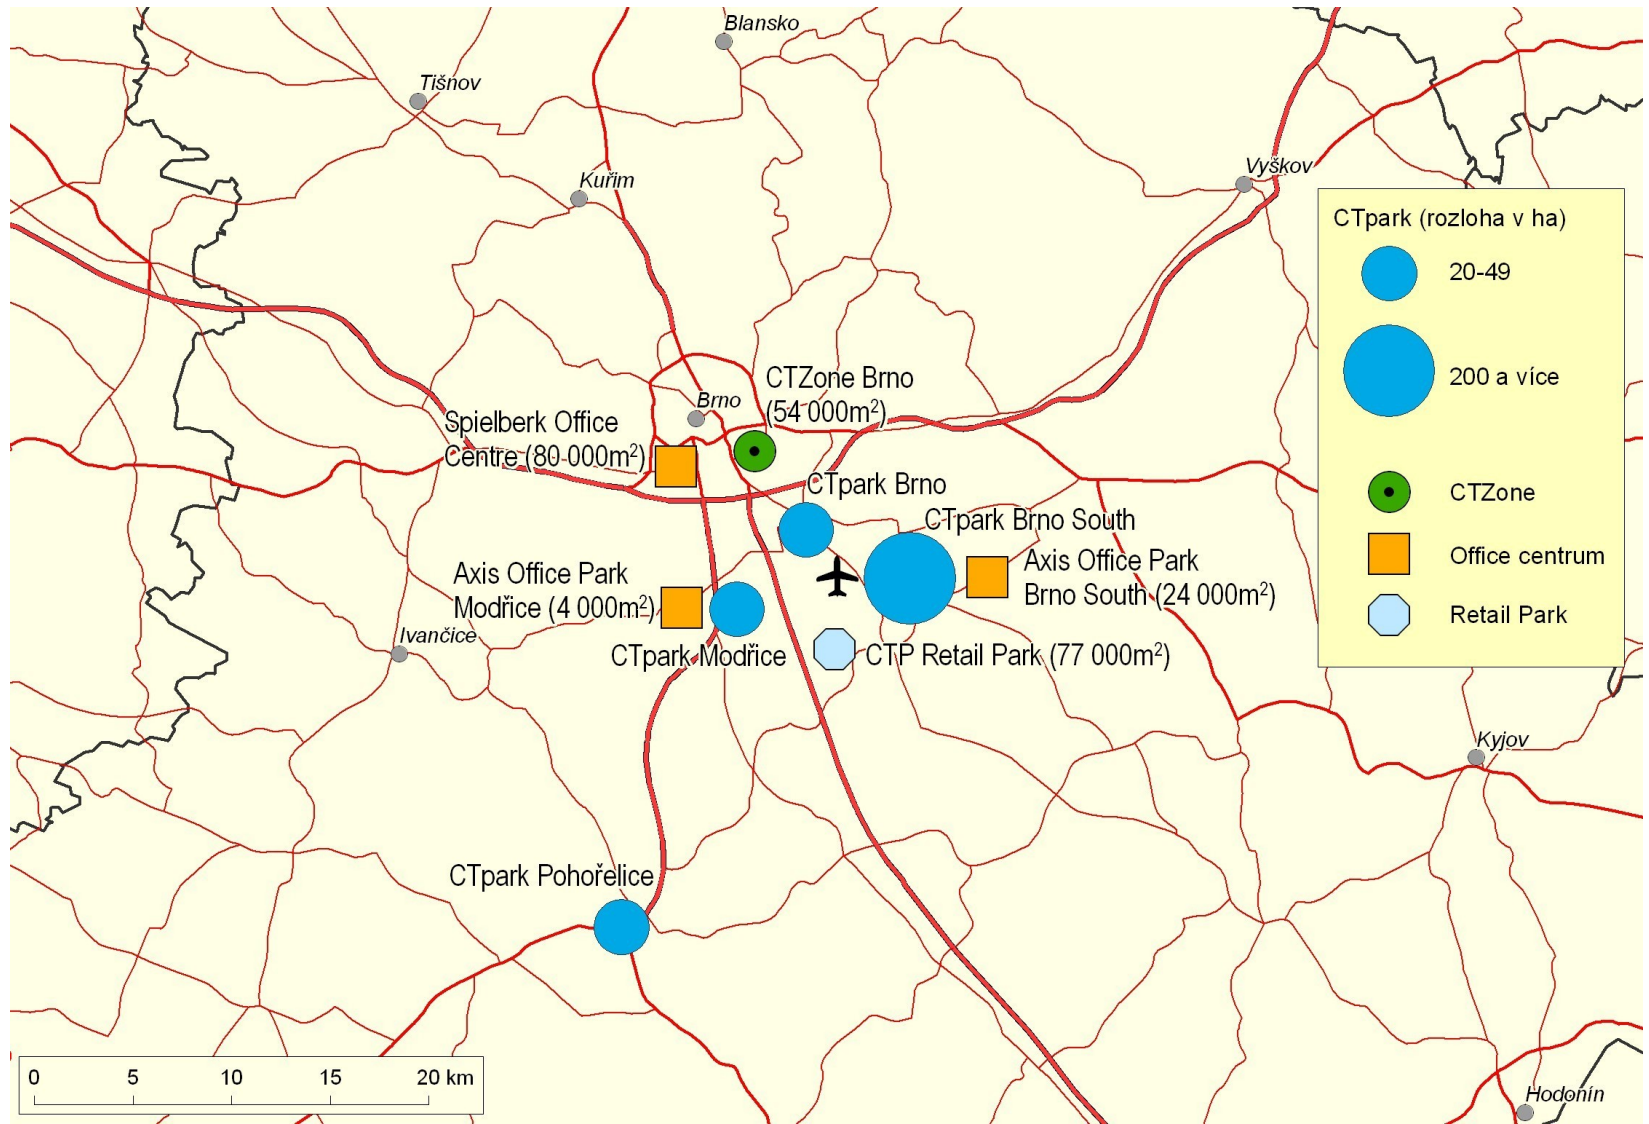 Blansko
Tišnov
Vyškov
Kuřim
CTpark (rozloha v ha)
20-49
200 a více
CTZone
Office centrum
Retail Park
CTZone Brno
(54 000m²)
Brno
Spielberk Office
Centre (80 000m²)
CTpark Brno
CTpark Brno South
Axis Office Park
Brno South (24 000m²)
Axis Office Park
Modřice (4 000m²)
Ivančice
CTpark Modřice
CTP Retail Park (77 000m²)
Kyjov
CTpark Pohořelice
0 5 10 15 20 km
Hodonín